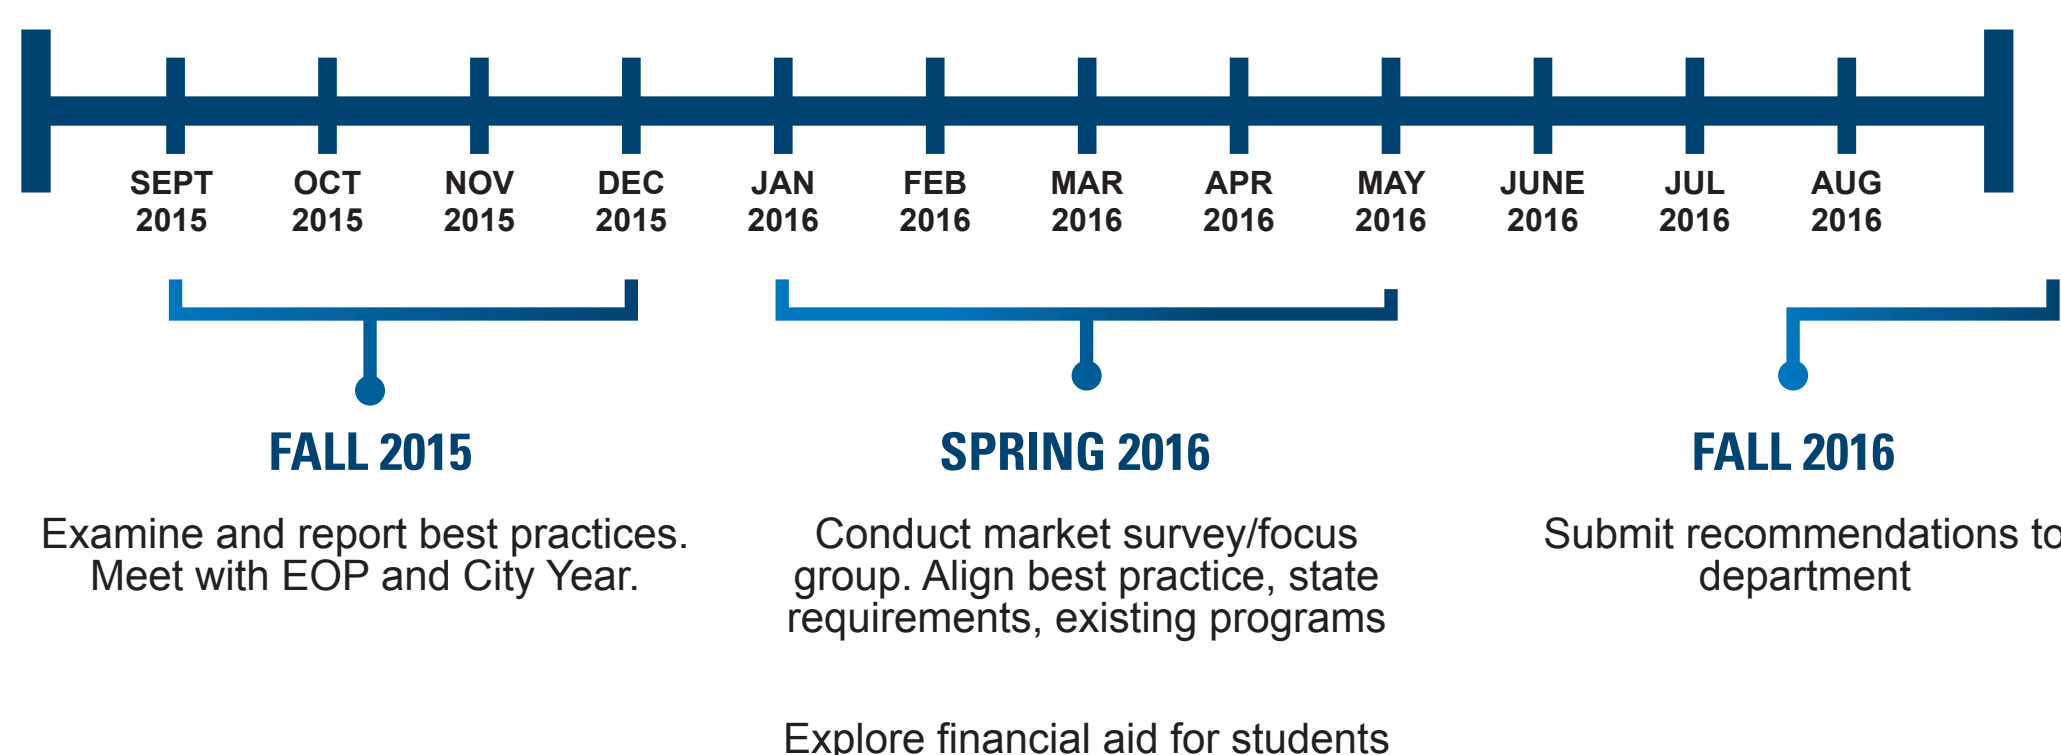 SEPT
2015
OCT
2015
NOV
2015
DEC
2015
JAN
2016
FEB
2016
MAR
2016
APR
2016
MAY
2016
JUNE
2016
JUL
2016
AUG
2016
FALL 2015
Examine and report best practices.
Meet with EOP and City Year.
SPRING 2016
Conduct market survey/focus
group. Align best practice, state
requirements, existing programs
Explore financial aid for students
FALL 2016
Submit recommendations to
department